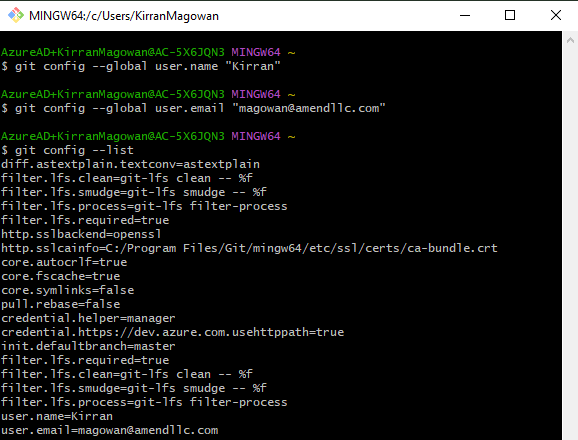 MINGW64:/c/Users/KirranMagowan
AzureAD+KirranMagowan@AC-5X6JQN3 MINGW64 ~
$ git config --global user.name "Kirran"
AzureAD+KirranMagowan@AC-5X6JQN3 MINGW64 ~
$ git config --global user.email "magowan@amendllc.com"
AzureAD+KirranMagowan@AC-5X6JQN3 MINGW64 ~
$ git config --list
diff.astextplain.textconv=astextplain
filter.lfs.clean=git-lfs clean -- %f
filter.lfs.smudge=git-lfs smudge -- %f
filter.lfs.process=git-lfs filter-process
filter.lfs.required=true
http.sslbackend=openssl
http.sslcainfo=C:/Program Files/Git/mingw64/etc/ssl/certs/ca-bundle.crt
core.autocrlf=true
core.fscache=true
core.symlinks=false
pull.rebase=false
credential.helper=manager
credential.https://dev.azure.com.usehttppath=true
init.defaultbranch=master
filter.lfs.required=true
filter.lfs.clean=git-lfs clean -- %f
filter.lfs.smudge=git-lfs smudge -- %f
filter.lfs.process=git-lfs filter-process
user.name=Kirran
user.email=magowan@amendllc.com